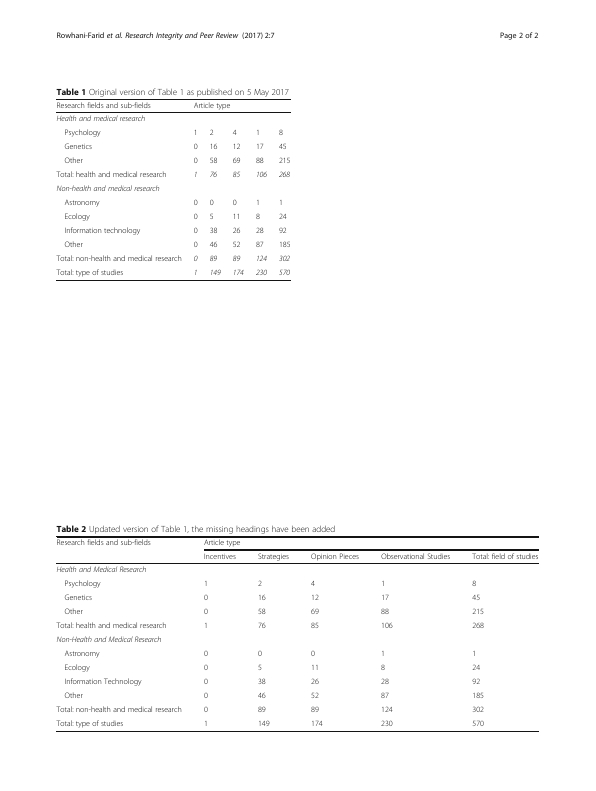 Rowhani-Farid et al. Research Integrity and Peer Review (2017) 2:7 Page 2 of 2
Table 1 Original version of Table 1 as published on 5 May 2017
Research fields and sub-fields Article type
Health and medical research
Psychology 1 2 4 1 8
Genetics 0 16 12 17 45
Other 0 58 69 88 215
Total: health and medical research 1 76 85 106 268
Non-health and medical research
Astronomy 0 0 0 1 1
Ecology 0 5 11 8 24
Information technology 0 38 26 28 92
Other 0 46 52 87 185
Total: non-health and medical research 0 89 89 124 302
Total: type of studies 1 149 174 230 570
Table 2 Updated version of Table 1, the missing headings have been added
Research fields and sub-fields Article type
Incentives Strategies Opinion Pieces Observational Studies Total: field of studies
Health and Medical Research
Psychology 1 2 4 1 8
Genetics 0 16 12 17 45
Other 0 58 69 88 215
Total: health and medical research 1 76 85 106 268
Non-Health and Medical Research
Astronomy 0 0 0 1 1
Ecology 0 5 11 8 24
Information Technology 0 38 26 28 92
Other 0 46 52 87 185
Total: non-health and medical research 0 89 89 124 302
Total: type of studies 1 149 174 230 570